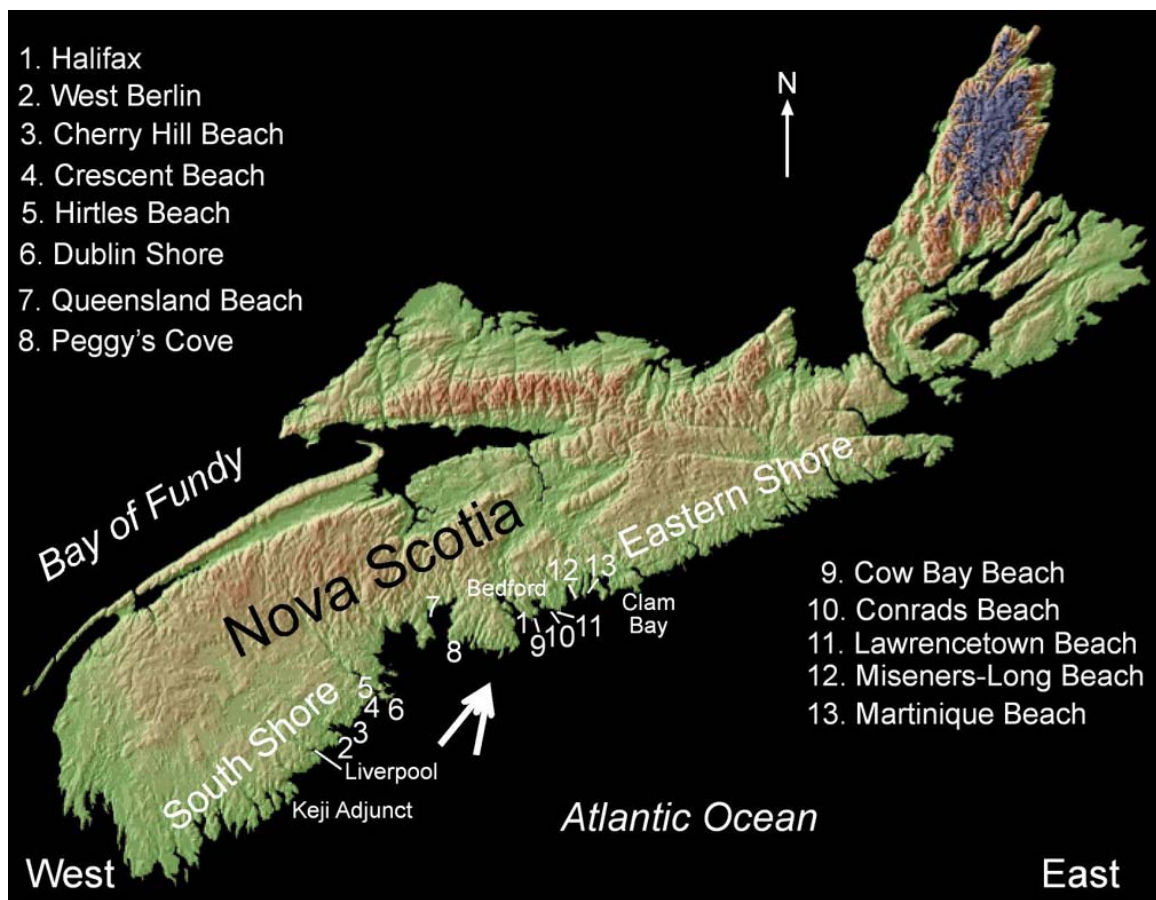 1. Halifax
2. West Berlin
3. Cherry Hill Beach
4. Crescent Beach
5. Hirtles Beach
6. Dublin Shore
7. Queensland Beach
8. Peggy's Cove
N
Bay of Fundy
Nova Scotia
Eastern Shore
South Shore
Bedford
12
13
Clam
Bay
7
8
1
9
10
11
5
4
6
3
2
Liverpool
Keji Adjunct
9. Cow Bay Beach
10. Conrads Beach
11. Lawrencetown Beach
12. Miseners-Long Beach
13. Martinique Beach
Atlantic Ocean
West
East